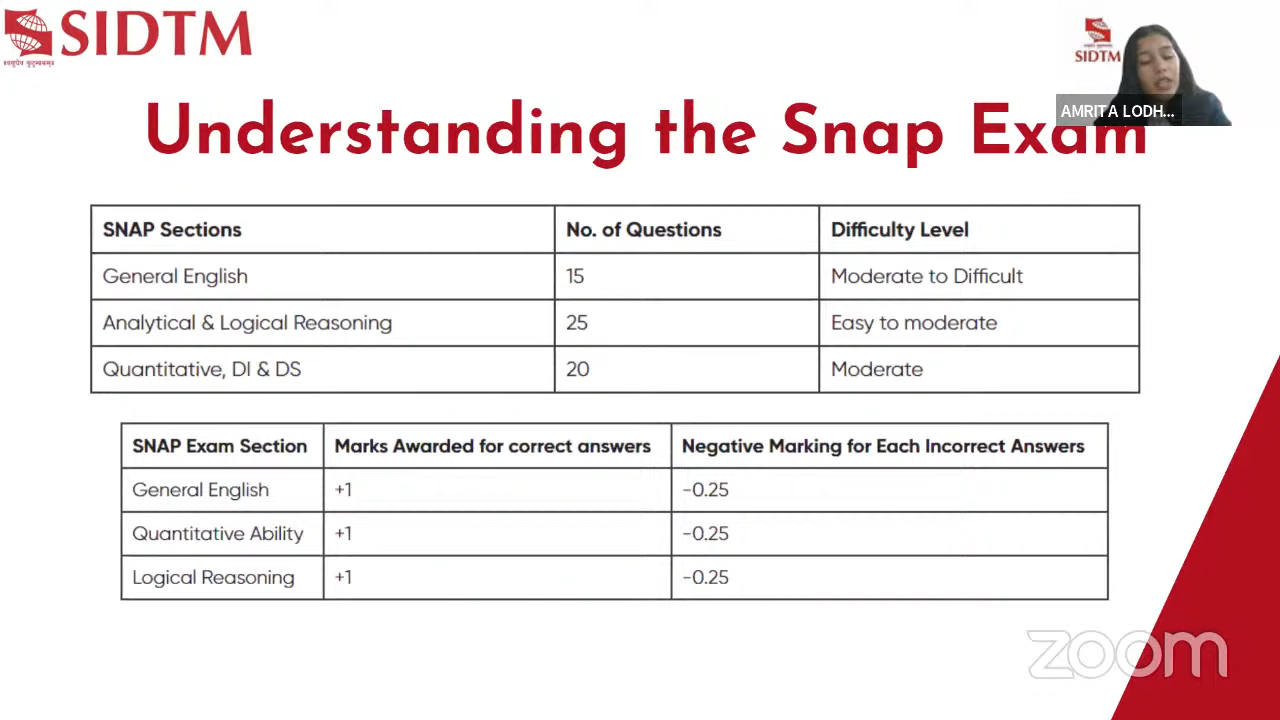 SIDTM
॥वसुधैव कुटुम्बकम्॥
SIDTM
AMRITA LODH...
Understanding the Snap Exam
SNAP Sections No. of Questions Difficulty Level
General English 15 Moderate to Difficult
Analytical & Logical Reasoning 25 Easy to moderate
Quantitative, DI & DS 20 Moderate
SNAP Exam Section Marks Awarded for correct answers Negative Marking for Each Incorrect Answers
General English +1 -0.25
Quantitative Ability +1 -0.25
Logical Reasoning +1 -0.25
zoom